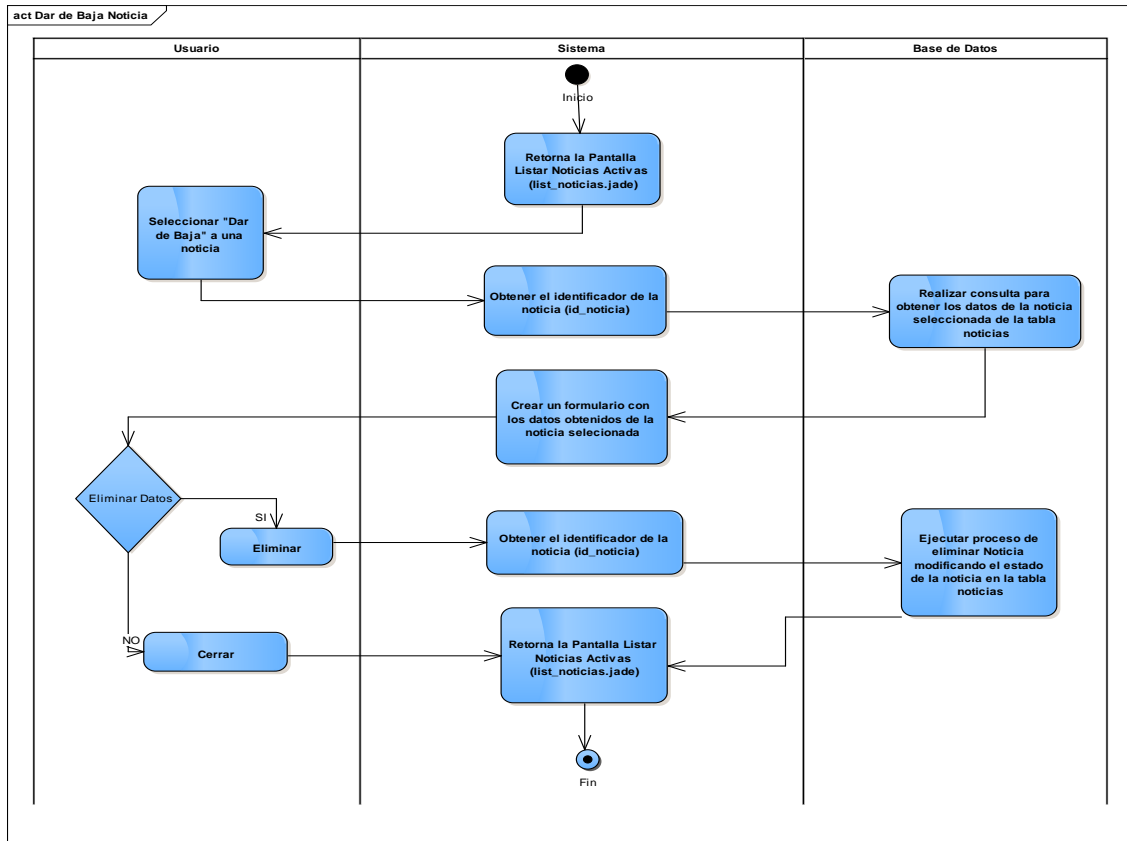 act Dar de Baja Noticia
Usuario
Sistema
Base de Datos
Inicio
Retorna la Pantalla
Listar Noticias Activas
(list_noticias.jade)
Seleccionar "Dar
de Baja" a una
noticia
Obtener el identificador de la
noticia (id_noticia)
Realizar consulta para
obtener los datos de la noticia
seleccionada de la tabla
noticias
Crear un formulario con
los datos obtenidos de la
noticia selecionada
Eliminar Datos
SI
Eliminar
Obtener el identificador de la
noticia (id_noticia)
Ejecutar proceso de
eliminar Noticia
modificando el estado
de la noticia en la tabla
noticias
NO
Cerrar
Retorna la Pantalla Listar
Noticias Activas
(list_noticias.jade)
Fin